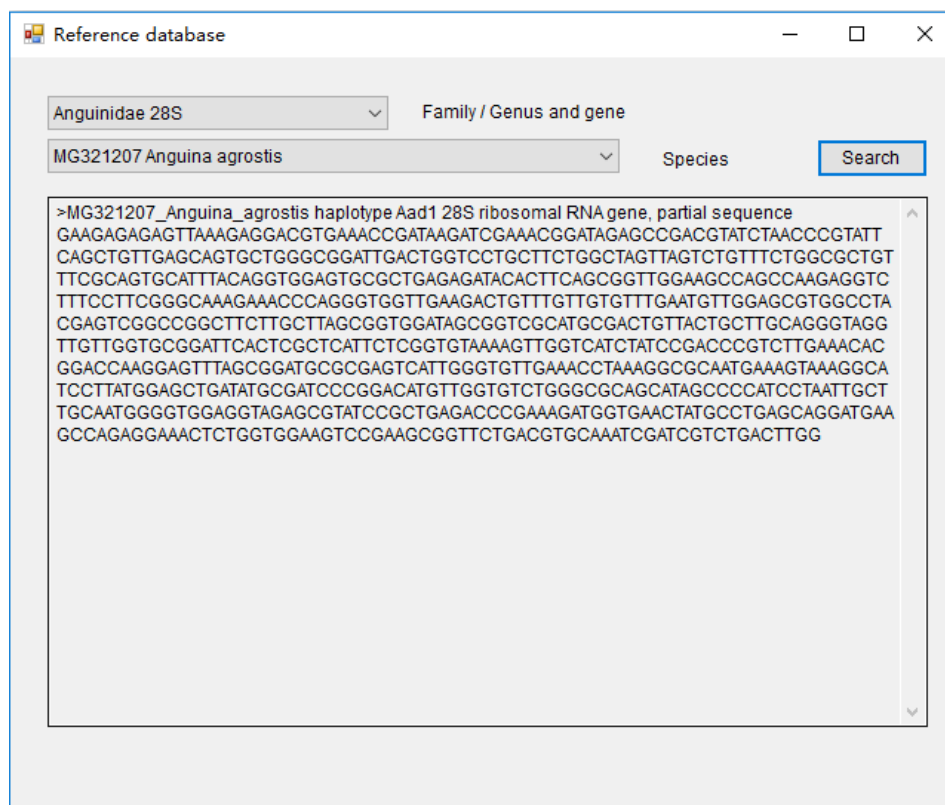 Reference database
Anguinidae 28S
Family / Genus and gene
MG321207 Anguina agrostis
Species
Search
>MG321207_Anguina_agrostis haplotype Aad1 28S ribosomal RNA gene, partial sequence
GAAGAGAGAGTTAAAGAGGACGTGAAACCGATAAGATCGAAACGGATAGAGCCGACGTATCTAACCCGTATT
CAGCTGTTGAGCAGTGCTGGGCGGATTGACTGGTCCTGCTTCTGGCTAGTTAGTCTGTTTCTGGCGCTGT
TTCGCAGTGCATTTACAGGTGGAGTGCGCTGAGAGATACACTTCAGCGGTTGGAAGCCAGCCAAGAGGTC
TTTCCTTCGGGCAAAGAAACCCAGGGTGGTTGAAGACTGTTTGTTGTGTTTGAATGTTGGAGCGTGGCCTA
CGAGTCGGCCGGCTTCTTGCTTAGCGGTGGATAGCGGTCGCATGCGACTGTTACTGCTTGCAGGGTAGG
TTGTTGGTGCGGATTCACTCGCTCATTCTCGGTGTAAAAGTTGGTCATCTATCCGACCCGTCTTGAAACAC
GGACCAAGGAGTTTAGCGGATGCGCGAGTCATTGGGTGTTGAAACCTAAAGGCGCAATGAAAGTAAAGGCA
TCCTTATGGAGCTGATATGCGATCCCGGACATGTTGGTGTCTGGGCGCAGCATAGCCCCATCCTAATTGCT
TGCAATGGGGTGGAGGTAGAGCGTATCCGCTGAGACCCGAAAGATGGTGAACTATGCCTGAGCAGGATGAA
GCCAGAGGAAACTCTGGTGGAAGTCCGAAGCGGTTCTGACGTGCAAATCGATCGTCTGACTTGG